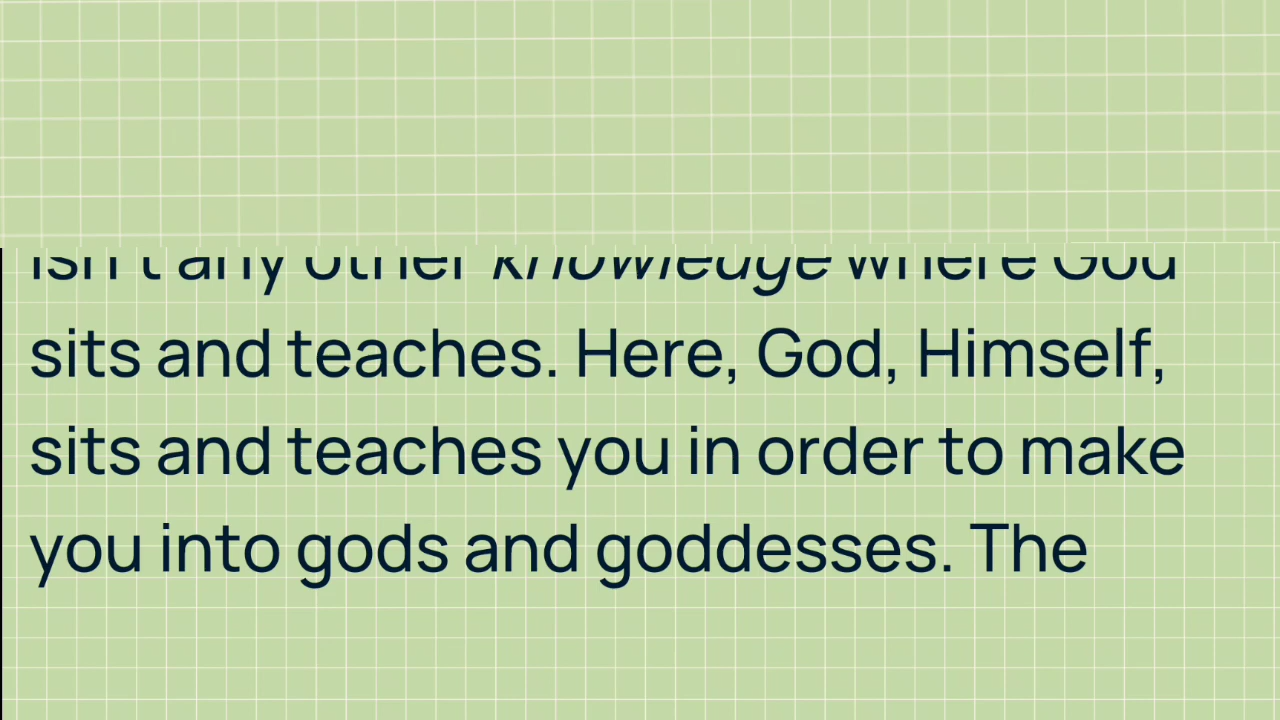 isn't any other knowledge where God
sits and teaches. Here, God, Himself,
sits and teaches you in order to make
you into gods and goddesses. The